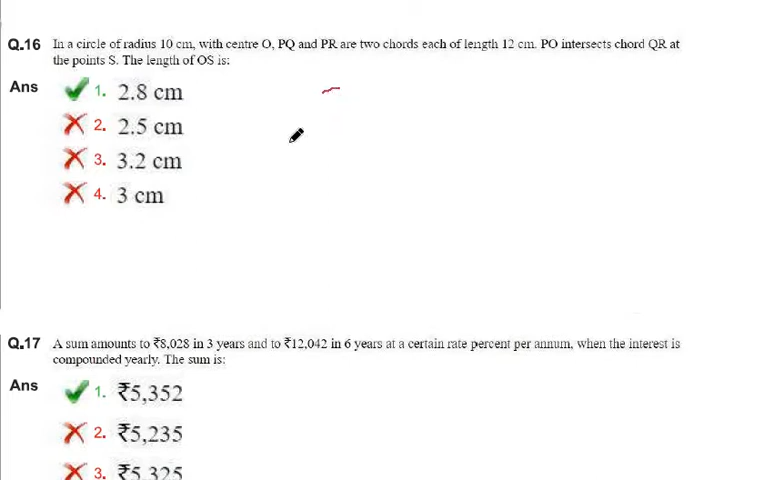 Q.16 In a circle of radius 10 cm, with centre O, PQ and PR are two chords each of length 12 cm. PO intersects chord QR at
the points S. The length of OS is:
Ans 1. 2.8 cm
2. 2.5 cm
3. 3.2 cm
4. 3 cm
Q.17 A sum amounts to ₹8,028 in 3 years and to ₹12,042 in 6 years at a certain rate percent per annum, when the interest is
compounded yearly. The sum is:
Ans 1. ₹5,352
2. ₹5,235
3. ₹5,325